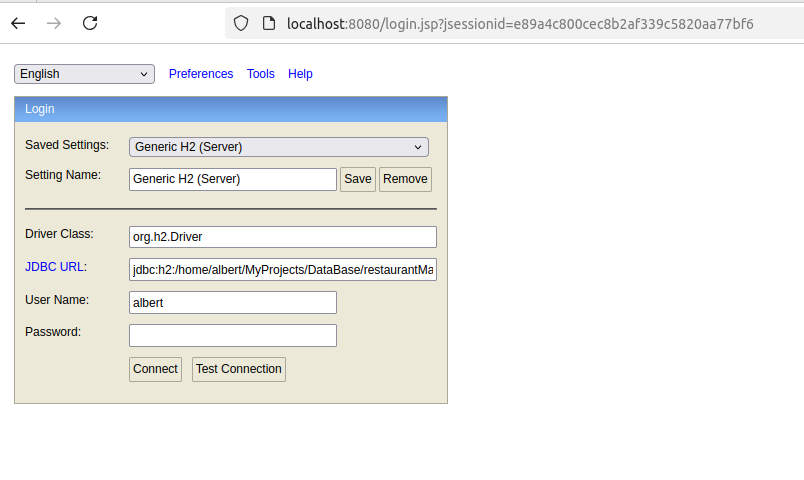 localhost:8080/login.jsp?jsessionid=e89a4c800cec8b2af339c5820aa77bf6
English Preferences Tools Help
Login
Saved Settings: Generic H2 (Server)
Setting Name: Generic H2 (Server) Save Remove
Driver Class: org.h2.Driver
JDBC URL: jdbc:h2:/home/albert/MyProjects/DataBase/restaurantMa
User Name: albert
Password:
Connect Test Connection